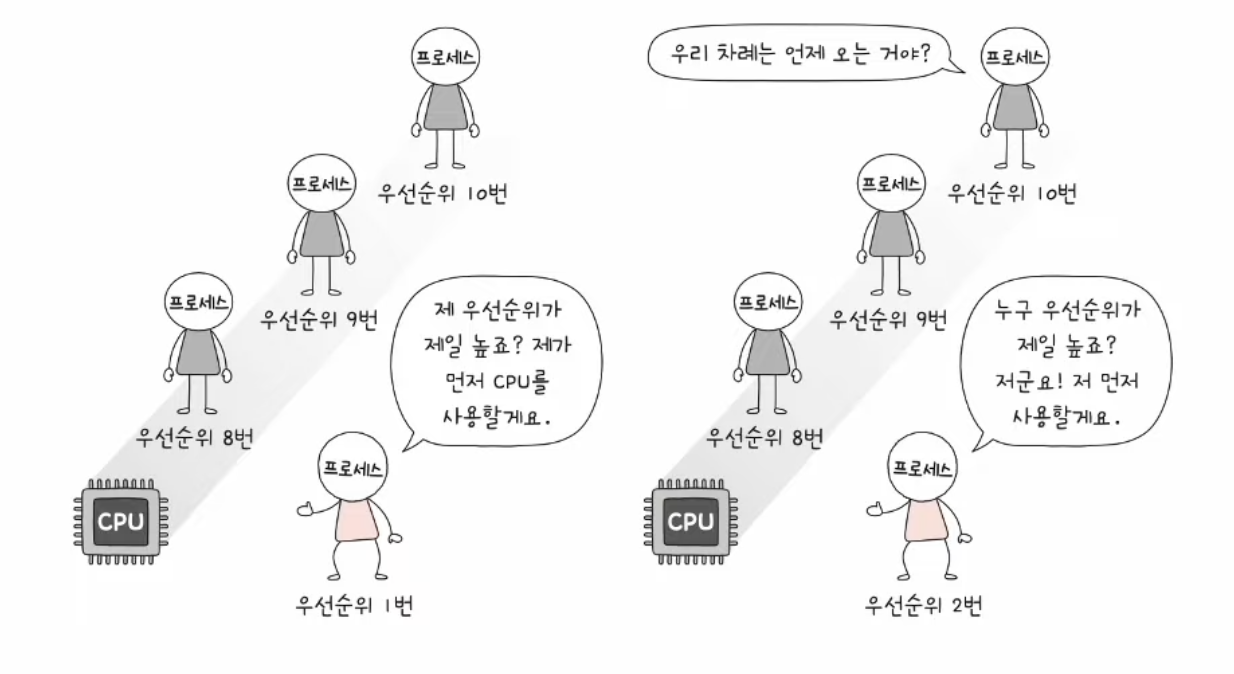 프로세스
우선순위 10번
프로세스
우선순위 9번
프로세스
우선순위 8번
제 우선순위가
제일 높죠? 제가
먼저 CPU를
사용할게요.
CPU
프로세스
우선순위 1번
우리 차례는 언제 오는 거야?
프로세스
우선순위 10번
프로세스
우선순위 9번
프로세스
우선순위 8번
누구 우선순위가
제일 높죠?
저군요! 저 먼저
사용할게요.
CPU
프로세스
우선순위 2번